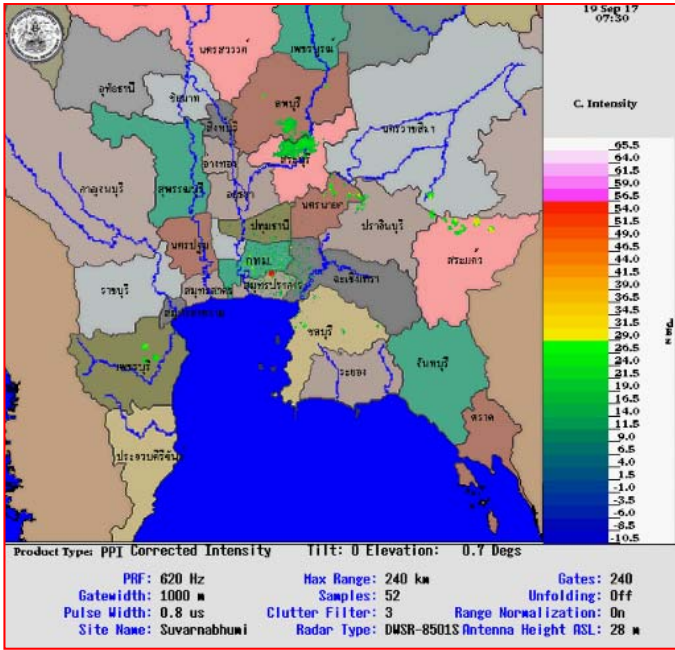 19 Sep 17
07:30
C. Intensity
65.5
64.0
61.5
59.0
56.5
54.0
51.5
49.0
46.5
44.0
41.5
39.0
36.5
34.0
31.5
29.0
26.5
24.0
21.5
19.0
16.5
14.0
11.5
9.0
6.5
4.0
1.5
-1.0
-3.5
-6.0
-8.5
-10.5
นครสวรรค์
เพชรบูรณ์
อุทัยธานี
ชัยนาท
ลพบุรี
สิงห์บุรี
นครราชสีมา
อ่างทอง
สระบุรี
กาญจนบุรี
สุพรรณบุรี
อยุธยา
นครนายก
ปราจีนบุรี
ปทุมธานี
นครปฐม
สระแก้ว
กทม.
ฉะเชิงเทรา
ราชบุรี
สมุทรสาคร
สมุทรปราการ
สมุทรสงคราม
ชลบุรี
เพชรบุรี
ระยอง
จันทบุรี
ตราด
ประจวบคีรีขันธ์
Product Type: PPI Corrected Intensity Tilt: 0 Elevation: 0.7 Degs
PRF: 620 Hz Max Range: 240 km Gates: 240
Gatewidth: 1000 m Samples: 52 Unfolding: Off
Pulse Width: 0.8 us Clutter Filter: 3 Range Normalization: On
Site Name: Suvarnabhumi Radar Type: DWSR-8501S Antenna Height ASL: 28 m